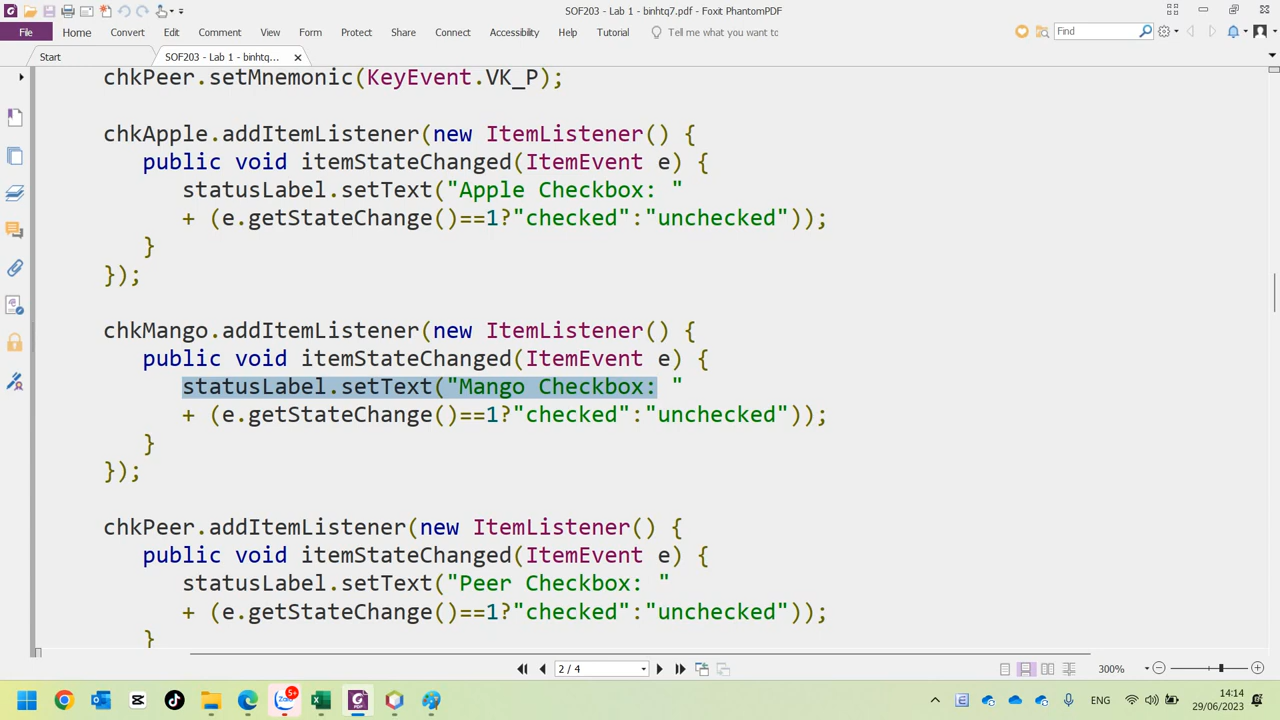 SOF203 - Lab 1 - binhtq7.pdf - Foxit PhantomPDF
File Home Convert Edit Comment View Form Protect Share Connect Accessibility Help Tutorial Tell me what you want to Find
Start SOF203 - Lab 1 - binhtq...
chkPeer.setMnemonic(KeyEvent.VK_P);
chkApple.addItemListener(new ItemListener() {
public void itemStateChanged(ItemEvent e) {
statusLabel.setText("Apple Checkbox: "
+ (e.getStateChange()==1?"checked":"unchecked"));
}
});
chkMango.addItemListener(new ItemListener() {
public void itemStateChanged(ItemEvent e) {
statusLabel.setText("Mango Checkbox: "
+ (e.getStateChange()==1?"checked":"unchecked"));
}
});
chkPeer.addItemListener(new ItemListener() {
public void itemStateChanged(ItemEvent e) {
statusLabel.setText("Peer Checkbox: "
+ (e.getStateChange()==1?"checked":"unchecked"));
}
2 / 4 300%
Zalo 5+ PDF ENG 14:14
29/06/2023